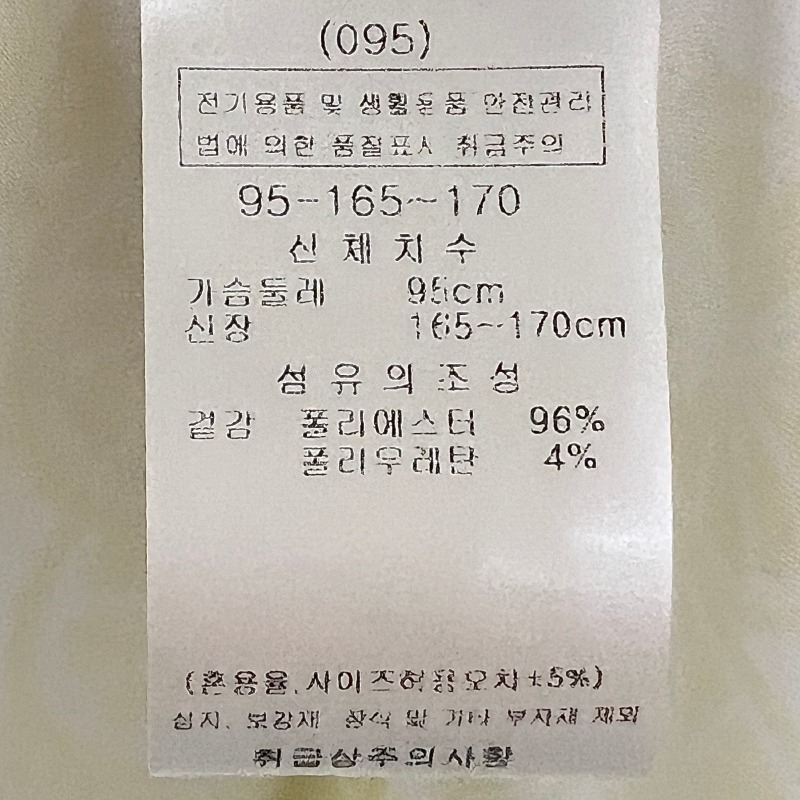 (095)
전기용품 및 생활용품 안전관리
법에 의한 품질표시 취급주의
95-165~170
신체치수
가슴둘레 95cm
신장 165~170cm
섬유의조성
겉감 폴리에스터 96%
폴리우레탄 4%
(혼용율, 사이즈허용오차 ±5%)
심지, 보강재 장식 및 기타 부자재 제외
취급상주의사항